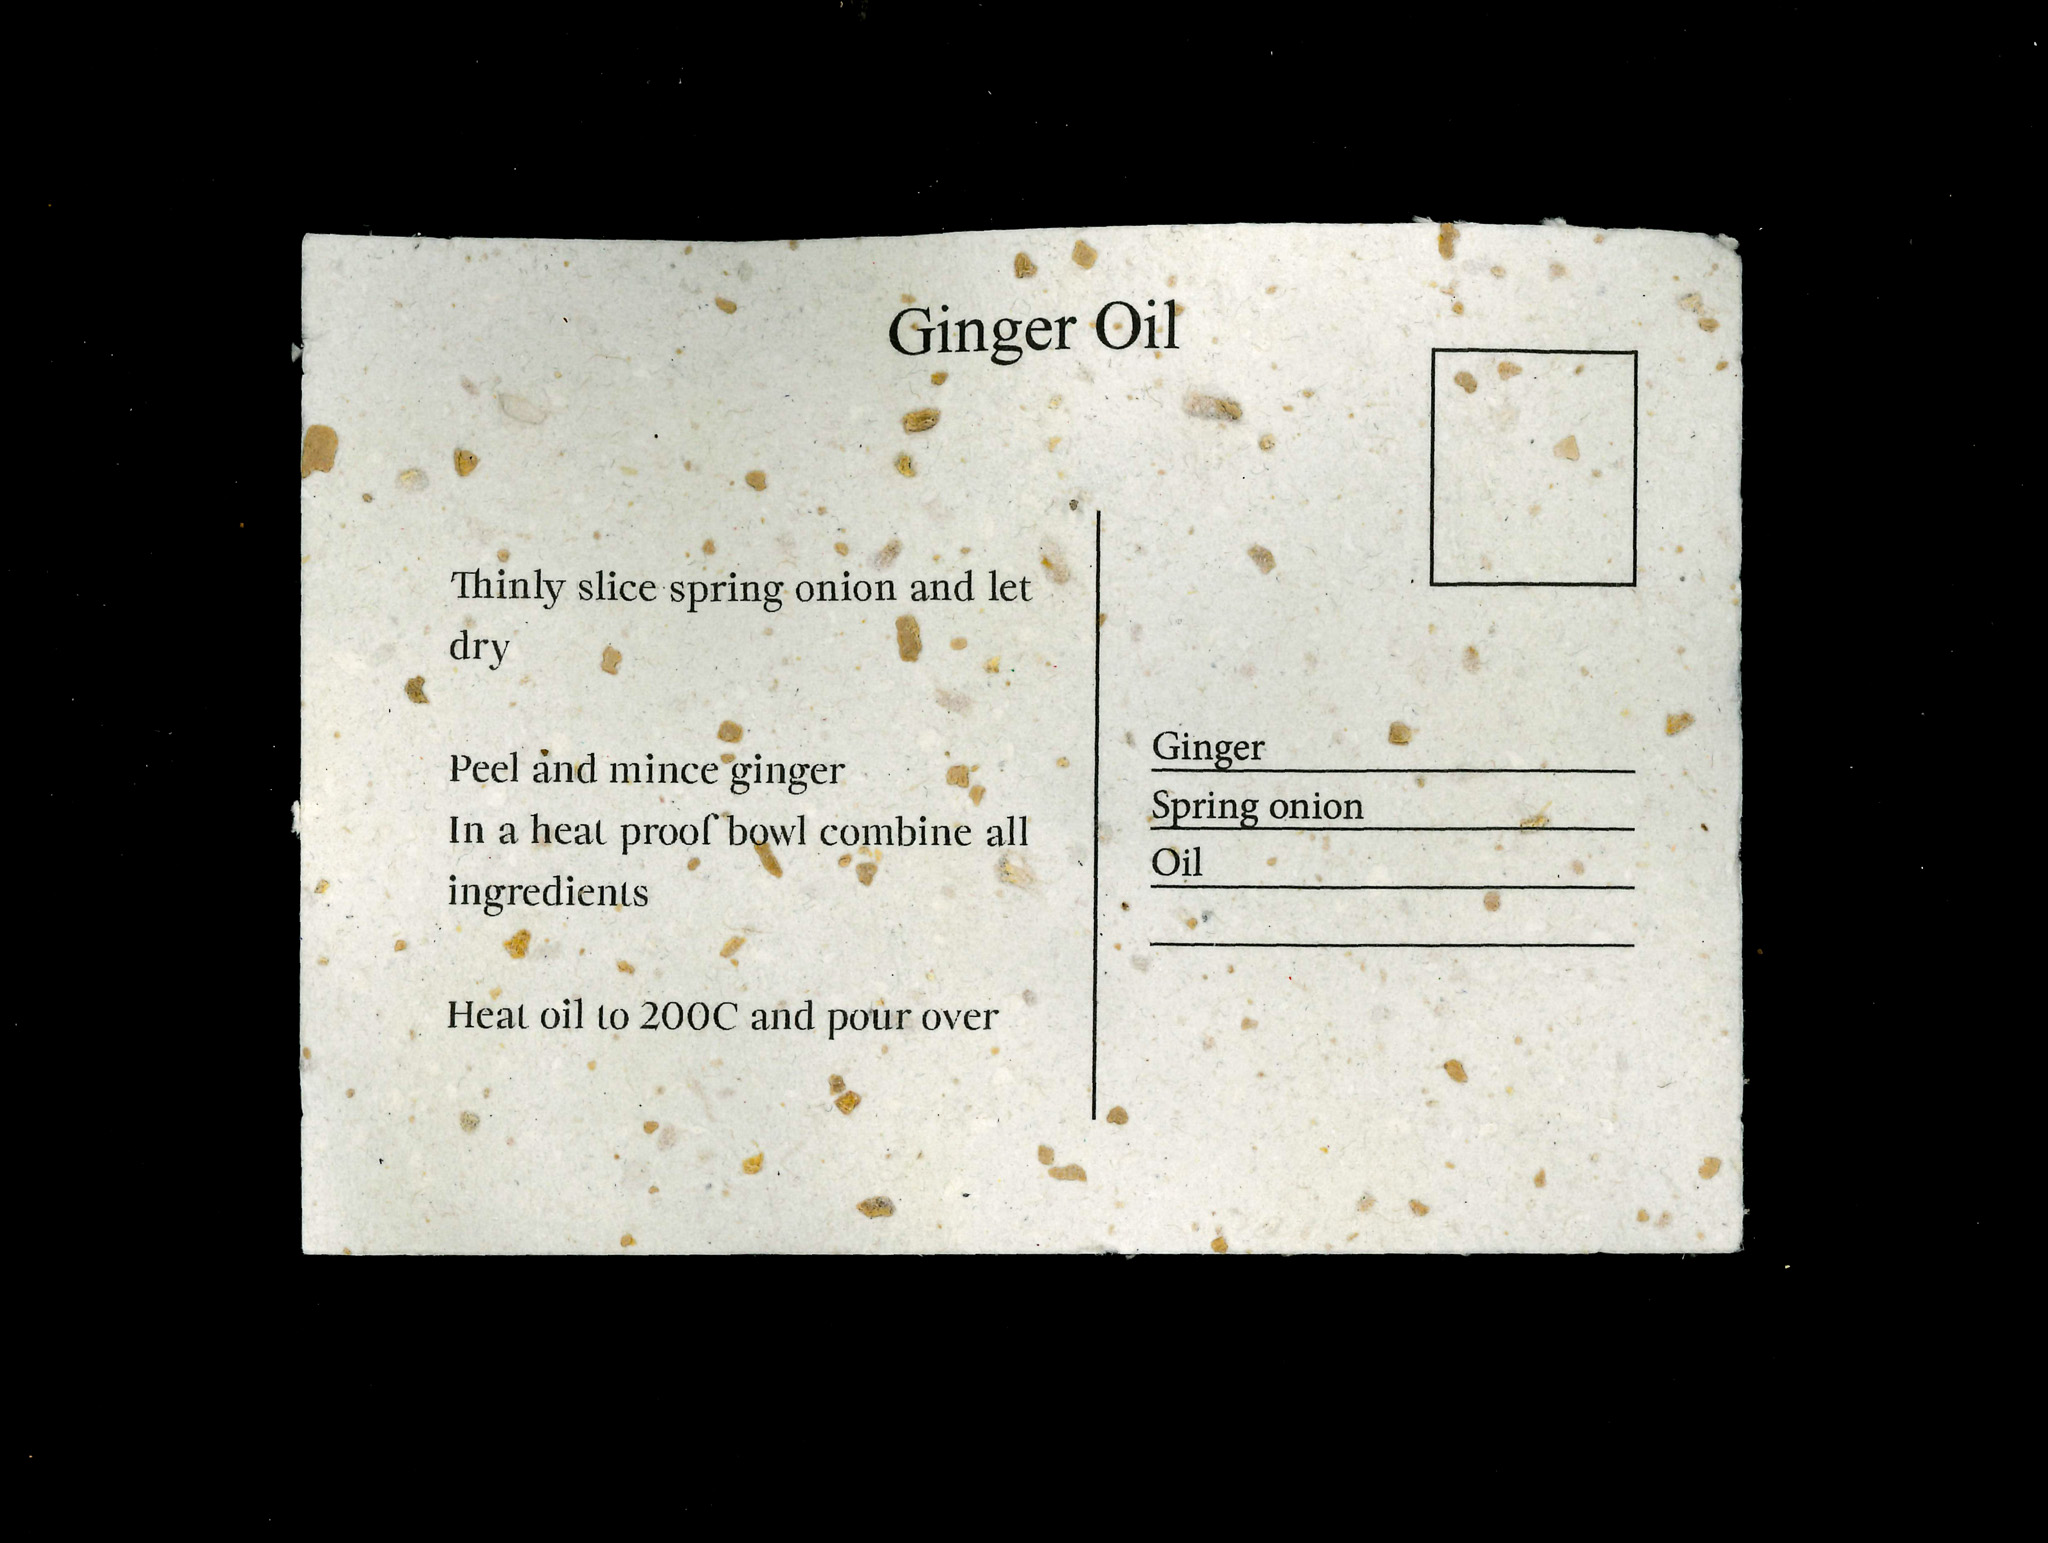 Ginger Oil
Thinly slice spring onion and let
dry
Peel and mince ginger
In a heat proof bowl combine all
ingredients
Heat oil to 200C and pour over
Ginger
Spring onion
Oil